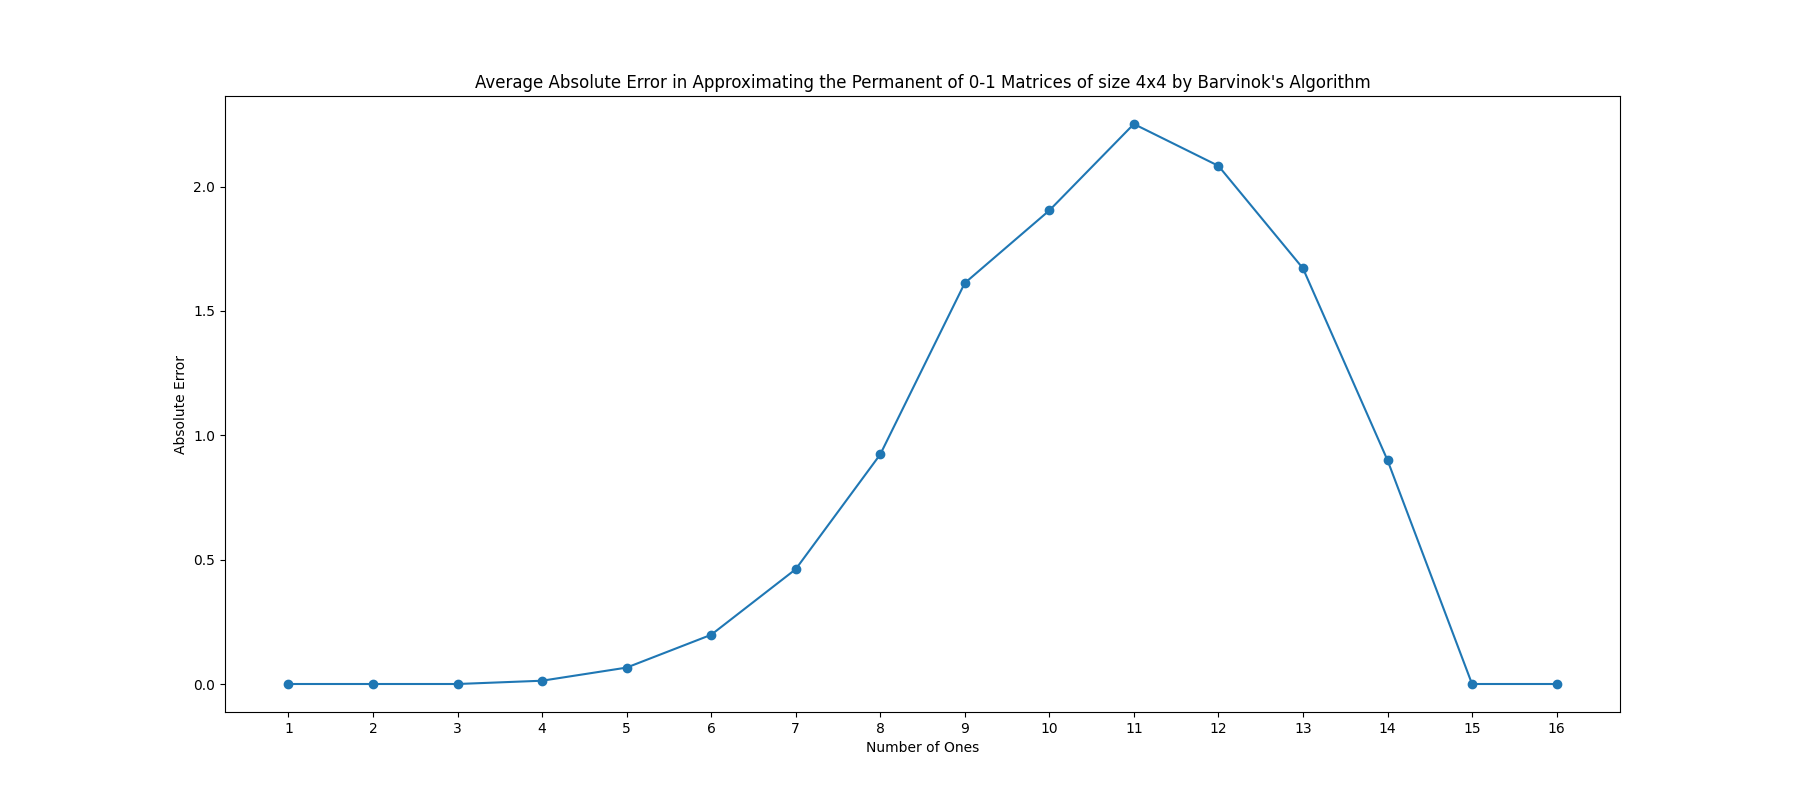 Average Absolute Error in Approximating the Permanent of 0-1 Matrices of size 4x4 by Barvinok's Algorithm
2.0
1.5
1.0
0.5
0.0
Absolute Error
1 2 3 4 5 6 7 8 9 10 11 12 13 14 15 16
Number of Ones